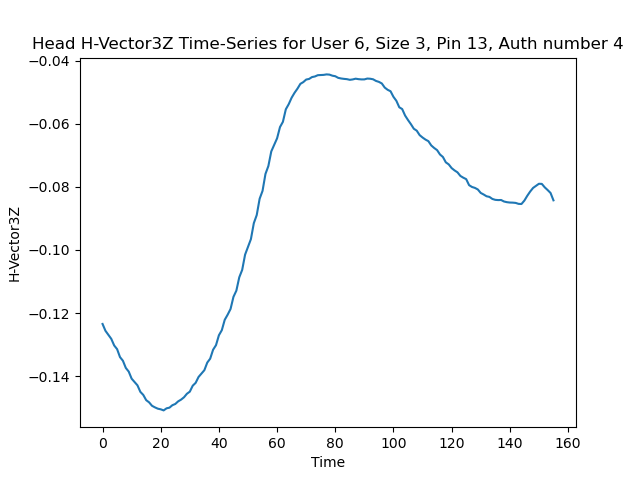 Head H-Vector3Z Time-Series for User 6, Size 3, Pin 13, Auth number 4
−0.04
−0.06
−0.08
−0.10
−0.12
−0.14
H-Vector3Z
0 20 40 60 80 100 120 140 160
Time